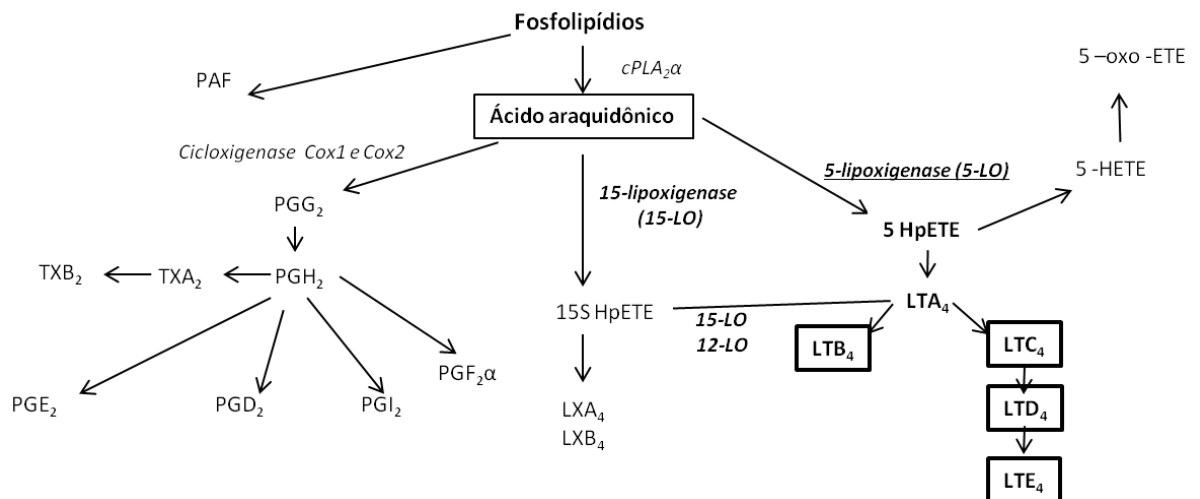 Fosfolipídios
5 –oxo -ETE
cPLA₂α
PAF
Ácido araquidônico
Cicloxigenase Cox1 e Cox2
5-lipoxigenase (5-LO)
5 -HETE
15-lipoxigenase
(15-LO)
PGG₂
5 HpETE
TXB₂
TXA₂
PGH₂
LTA₄
15S HpETE
15-LO
12-LO
LTB₄
LTC₄
PGF₂α
PGE₂
PGD₂
PGI₂
LXA₄
LXB₄
LTD₄
LTE₄